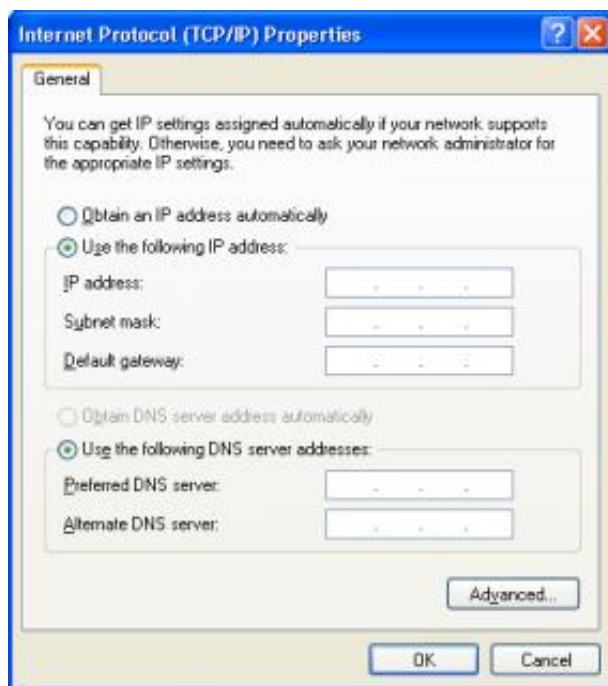 Internet Protocol (TCP/IP) Properties
General
You can get IP settings assigned automatically if your network supports
this capability. Otherwise, you need to ask your network administrator for
the appropriate IP settings.
Obtain an IP address automatically
Use the following IP address:
IP address:
Subnet mask:
Default gateway:
Obtain DNS server address automatically
Use the following DNS server addresses:
Preferred DNS server:
Alternate DNS server:
Advanced...
OK Cancel